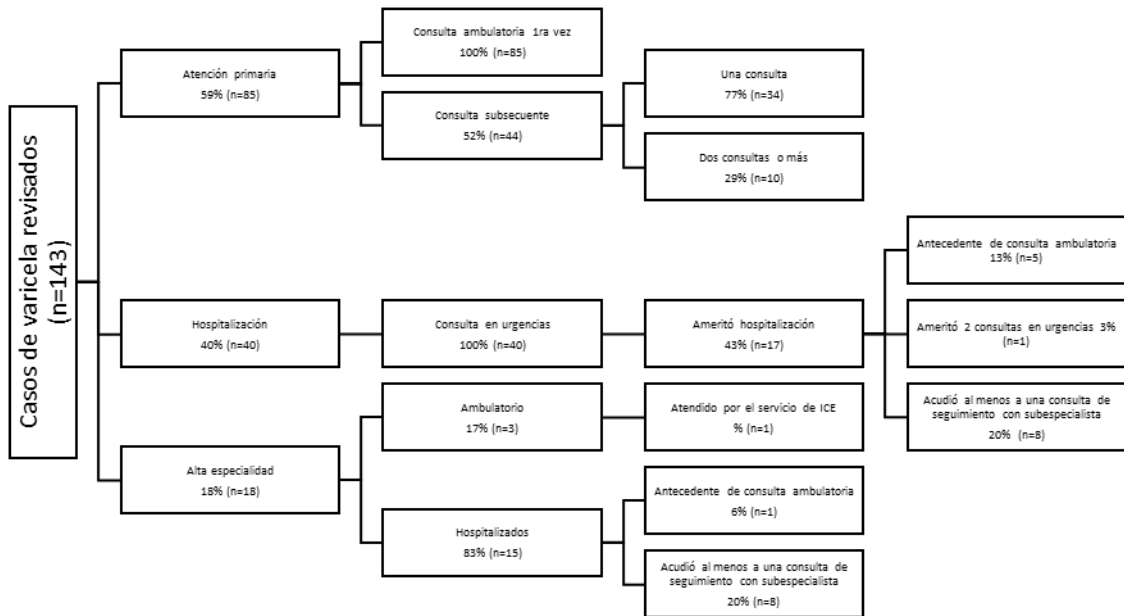 Casos de varicela revisados
(n=143)
Atención primaria
59% (n=85)
Consulta ambulatoria 1ra vez
100% (n=85)
Consulta subsecuente
52% (n=44)
Una consulta
77% (n=34)
Dos consultas o más
29% (n=10)
Hospitalización
40% (n=40)
Consulta en urgencias
100% (n=40)
Ameritó hospitalización
43% (n=17)
Antecedente de consulta ambulatoria
13% (n=5)
Ameritó 2 consultas en urgencias 3%
(n=1)
Acudió al menos a una consulta de
seguimiento con subespecialista
20% (n=8)
Alta especialidad
18% (n=18)
Ambulatorio
17% (n=3)
Atendido por el servicio de ICE
% (n=1)
Hospitalizados
83% (n=15)
Antecedente de consulta ambulatoria
6% (n=1)
Acudió al menos a una consulta de
seguimiento con subespecialista
20% (n=8)